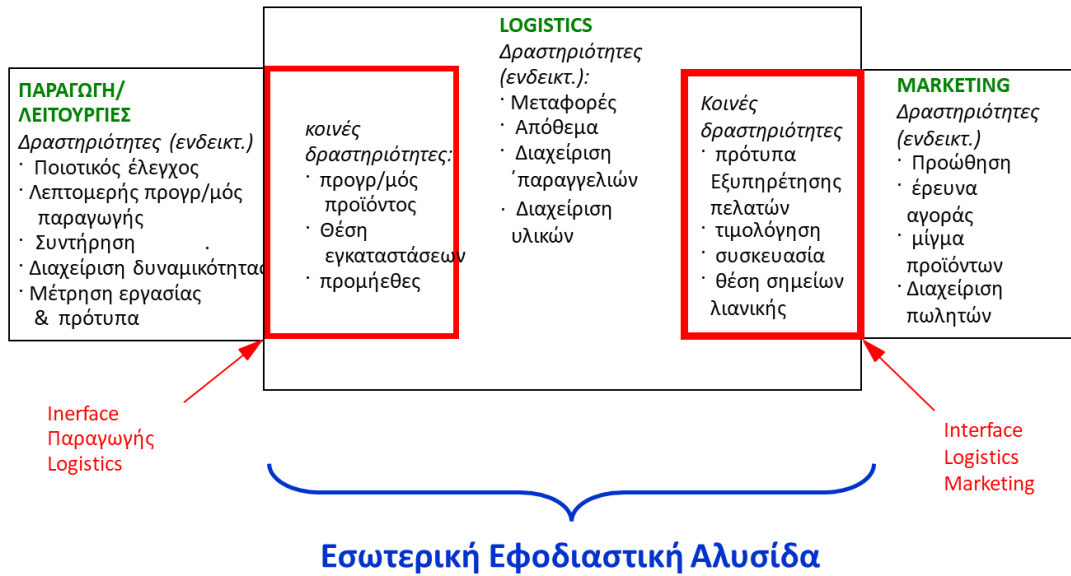 LOGISTICS
Δραστηριότητες
(ενδεικτ.):
· Μεταφορές
· Απόθεμα
· Διαχείριση
΄παραγγελιών
· Διαχείριση
υλικών
ΠΑΡΑΓΩΓΗ/
ΛΕΙΤΟΥΡΓΙΕΣ
Δραστηριότητες (ενδεικτ.)
· Ποιοτικός έλεγχος
· Λεπτομερής προγρ/μός
παραγωγής
· Συντήρηση .
· Διαχείριση δυναμικότητας
· Μέτρηση εργασίας
& πρότυπα
κοινές
δραστηριότητες:
· προγρ/μός
προϊόντος
· Θέση
εγκαταστάσεων
· προμήεθες
Κοινές
δραστηριότητες
· πρότυπα
Εξυπηρέτησης
πελατών
· τιμολόγηση
· συσκευασία
· θέση σημείων
λιανικής
MARKETING
Δραστηριότητες
(ενδεικτ.)
· Προώθηση
· έρευνα
αγοράς
· μίγμα
προϊόντων
· Διαχείριση
πωλητών
Inerface
Παραγωγής
Logistics
Interface
Logistics
Marketing
Εσωτερική Εφοδιαστική Αλυσίδα